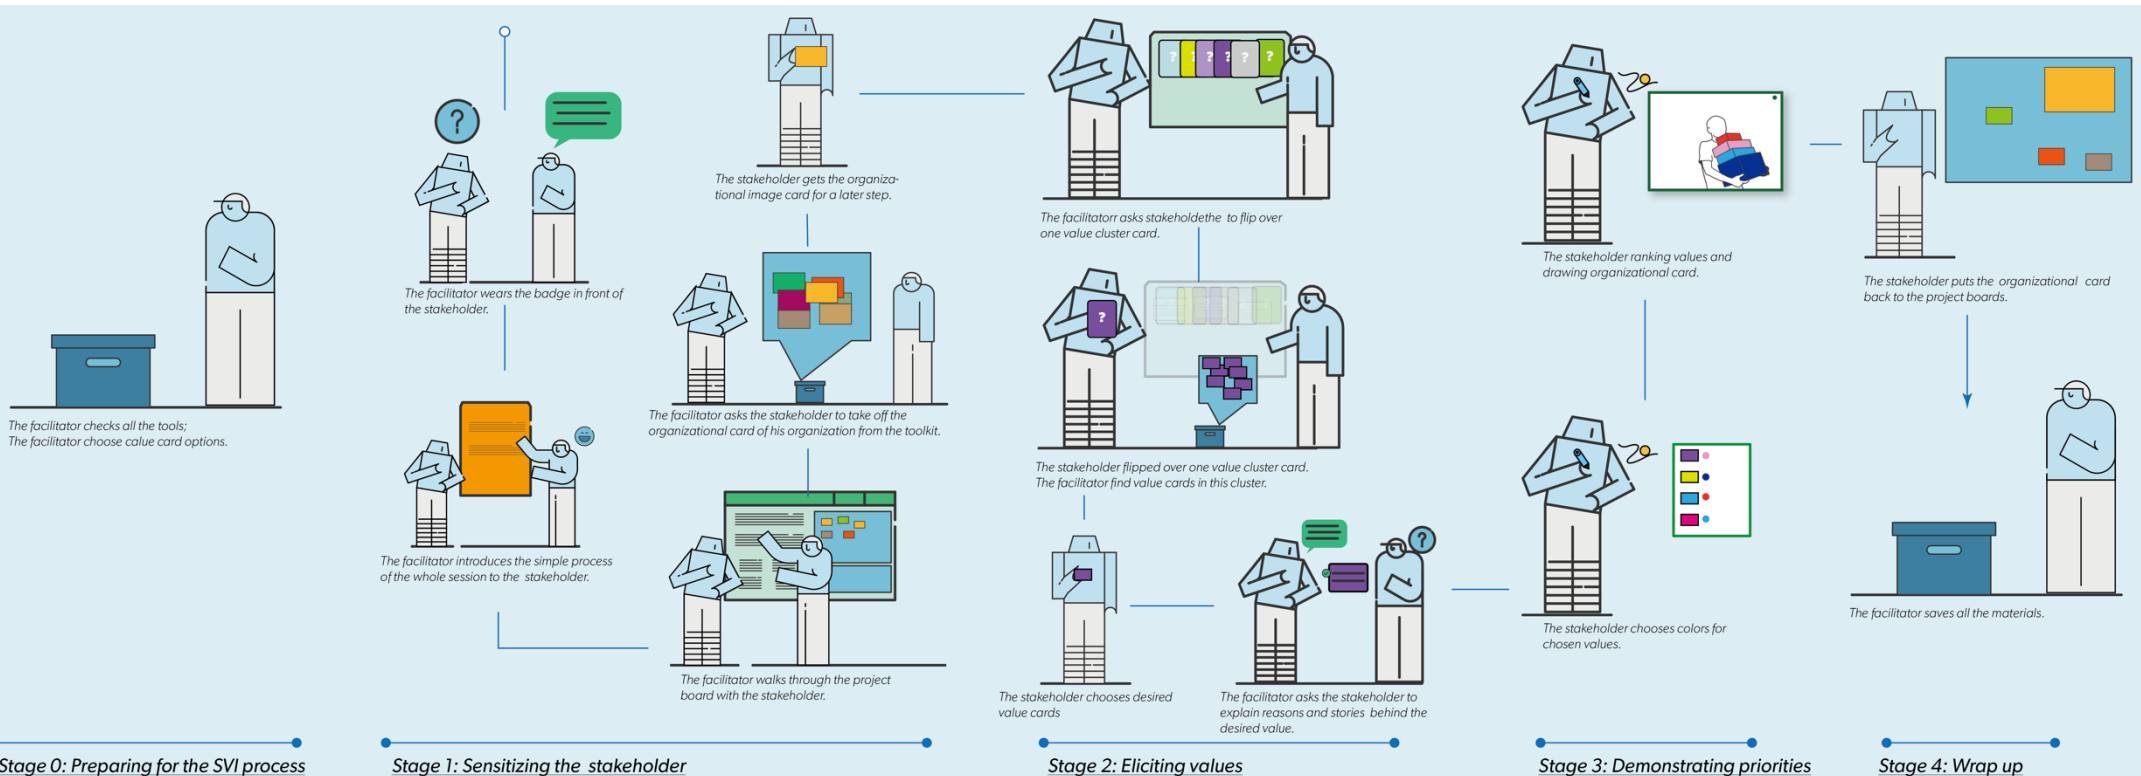 The facilitator checks all the tools;
The facilitator choose calue card options.
Stage 0: Preparing for the SVI process
?
The facilitator wears the badge in front of
the stakeholder.
The facilitator introduces the simple process
of the whole session to the stakeholder.
The facilitator walks through the project
board with the stakeholder.
The facilitator asks the stakeholder to take off the
organizational card of his organization from the toolkit.
The stakeholder gets the organiza-
tional image card for a later step.
Stage 1: Sensitizing the stakeholder
? ? ? ? ? ?
The facilitatorr asks stakeholdethe to flip over
one value cluster card.
?
The stakeholder flipped over one value cluster card.
The facilitator find value cards in this cluster.
The stakeholder chooses desired
value cards
?
The facilitator asks the stakeholder to
explain reasons and stories behind the
desired value.
Stage 2: Eliciting values
The stakeholder chooses colors for
chosen values.
The stakeholder ranking values and
drawing organizational card.
Stage 3: Demonstrating priorities
The stakeholder puts the organizational card
back to the project boards.
The facilitator saves all the materials.
Stage 4: Wrap up